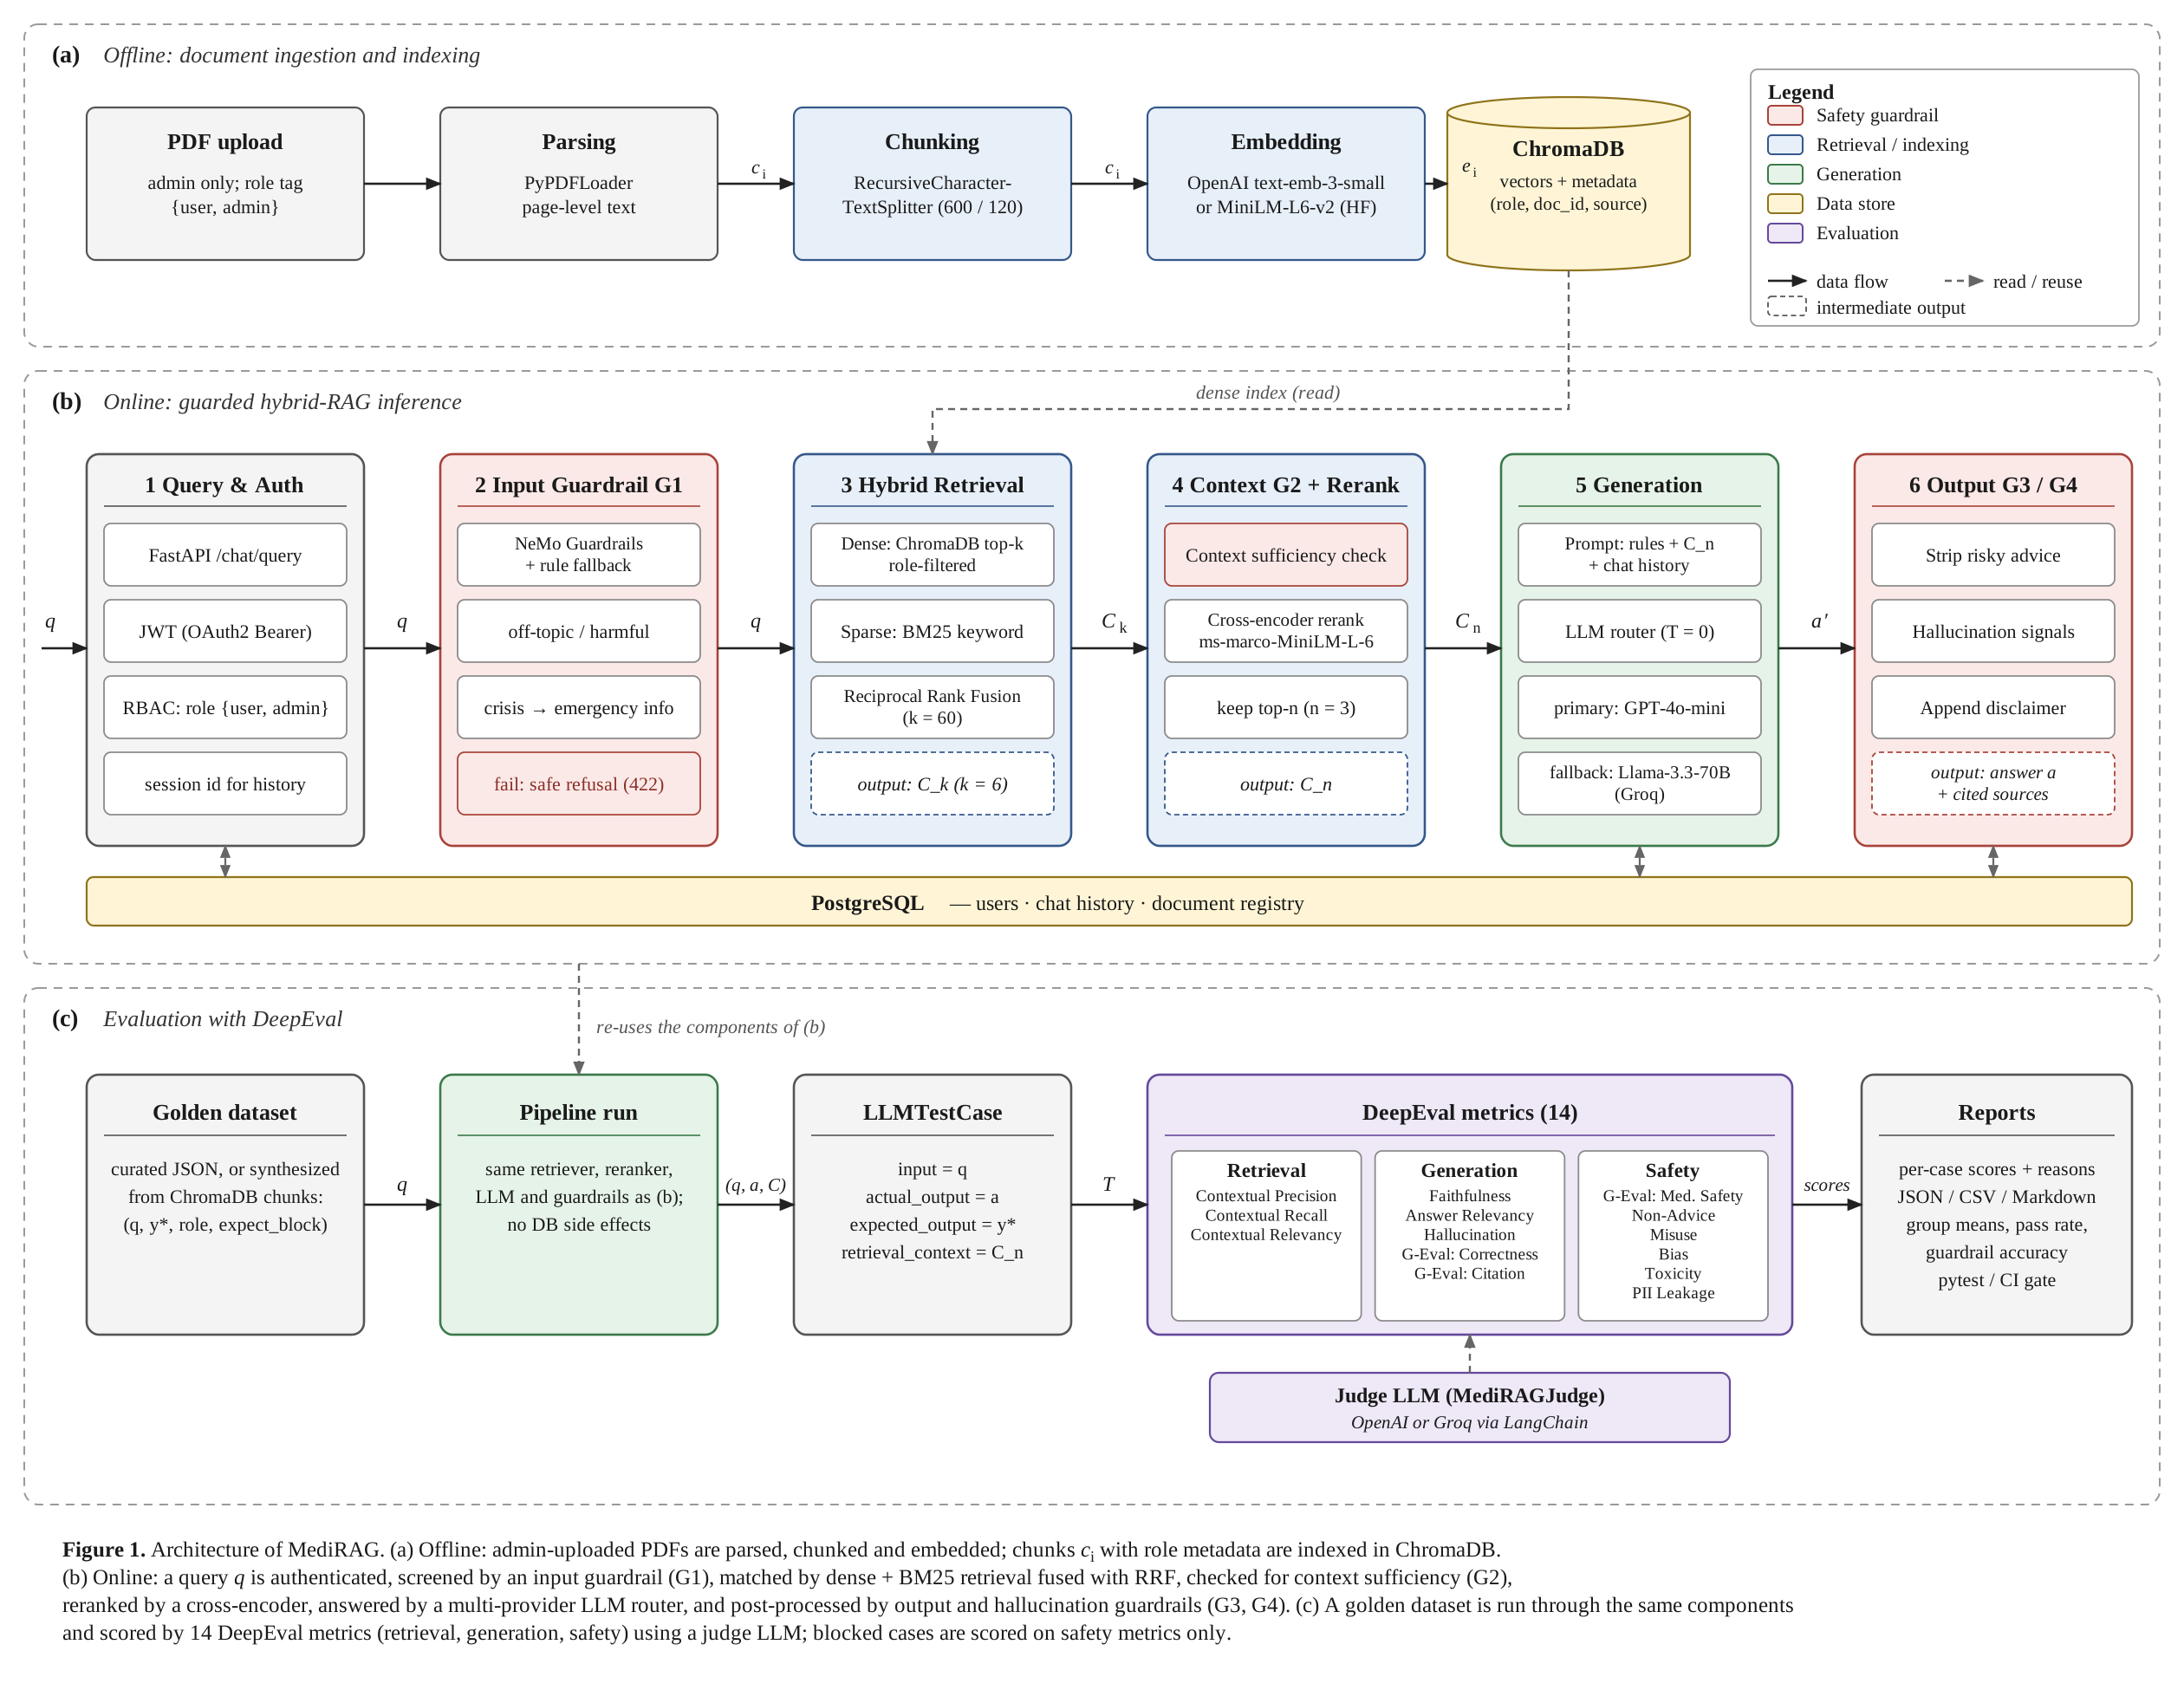 (a) Offline: document ingestion and indexing
PDF upload
admin only; role tag
{user, admin}
Parsing
PyPDFLoader
page-level text
c i
Chunking
RecursiveCharacter-
TextSplitter (600 / 120)
c i
Embedding
OpenAI text-emb-3-small
or MiniLM-L6-v2 (HF)
e i
ChromaDB
vectors + metadata
(role, doc_id, source)
Legend
Safety guardrail
Retrieval / indexing
Generation
Data store
Evaluation
data flow
read / reuse
intermediate output
(b) Online: guarded hybrid-RAG inference
dense index (read)
q
1 Query & Auth
FastAPI /chat/query
JWT (OAuth2 Bearer)
RBAC: role {user, admin}
session id for history
q
2 Input Guardrail G1
NeMo Guardrails
+ rule fallback
off-topic / harmful
crisis → emergency info
fail: safe refusal (422)
q
3 Hybrid Retrieval
Dense: ChromaDB top-k
role-filtered
Sparse: BM25 keyword
Reciprocal Rank Fusion
(k = 60)
output: C_k (k = 6)
C k
4 Context G2 + Rerank
Context sufficiency check
Cross-encoder rerank
ms-marco-MiniLM-L-6
keep top-n (n = 3)
output: C_n
C n
5 Generation
Prompt: rules + C_n
+ chat history
LLM router (T = 0)
primary: GPT-4o-mini
fallback: Llama-3.3-70B
(Groq)
a′
6 Output G3 / G4
Strip risky advice
Hallucination signals
Append disclaimer
output: answer a
+ cited sources
PostgreSQL — users · chat history · document registry
(c) Evaluation with DeepEval
re-uses the components of (b)
Golden dataset
curated JSON, or synthesized
from ChromaDB chunks:
(q, y*, role, expect_block)
q
Pipeline run
same retriever, reranker,
LLM and guardrails as (b);
no DB side effects
(q, a, C)
LLMTestCase
input = q
actual_output = a
expected_output = y*
retrieval_context = C_n
T
DeepEval metrics (14)
Retrieval
Contextual Precision
Contextual Recall
Contextual Relevancy
Generation
Faithfulness
Answer Relevancy
Hallucination
G-Eval: Correctness
G-Eval: Citation
Safety
G-Eval: Med. Safety
Non-Advice
Misuse
Bias
Toxicity
PII Leakage
scores
Reports
per-case scores + reasons
JSON / CSV / Markdown
group means, pass rate,
guardrail accuracy
pytest / CI gate
Judge LLM (MediRAGJudge)
OpenAI or Groq via LangChain
Figure 1. Architecture of MediRAG. (a) Offline: admin-uploaded PDFs are parsed, chunked and embedded; chunks ci with role metadata are indexed in ChromaDB.
(b) Online: a query q is authenticated, screened by an input guardrail (G1), matched by dense + BM25 retrieval fused with RRF, checked for context sufficiency (G2),
reranked by a cross-encoder, answered by a multi-provider LLM router, and post-processed by output and hallucination guardrails (G3, G4). (c) A golden dataset is run through the same components
and scored by 14 DeepEval metrics (retrieval, generation, safety) using a judge LLM; blocked cases are scored on safety metrics only.